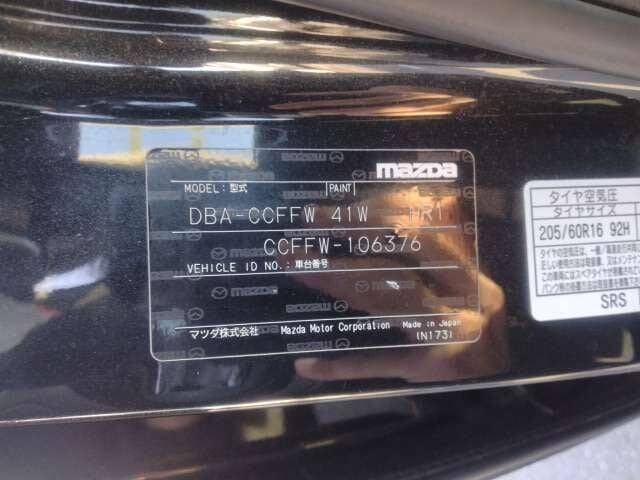 mazda
MODEL:型式 PAINT
DBA-CCFFW 41W HR1
CCFFW-106376
VEHICLE ID NO.:車台番号
マツダ株式会社 Mazda Motor Corporation Made in Japan
(N173)
タイヤ空気圧
タイヤサイズ
205/60R16 92H
SRS